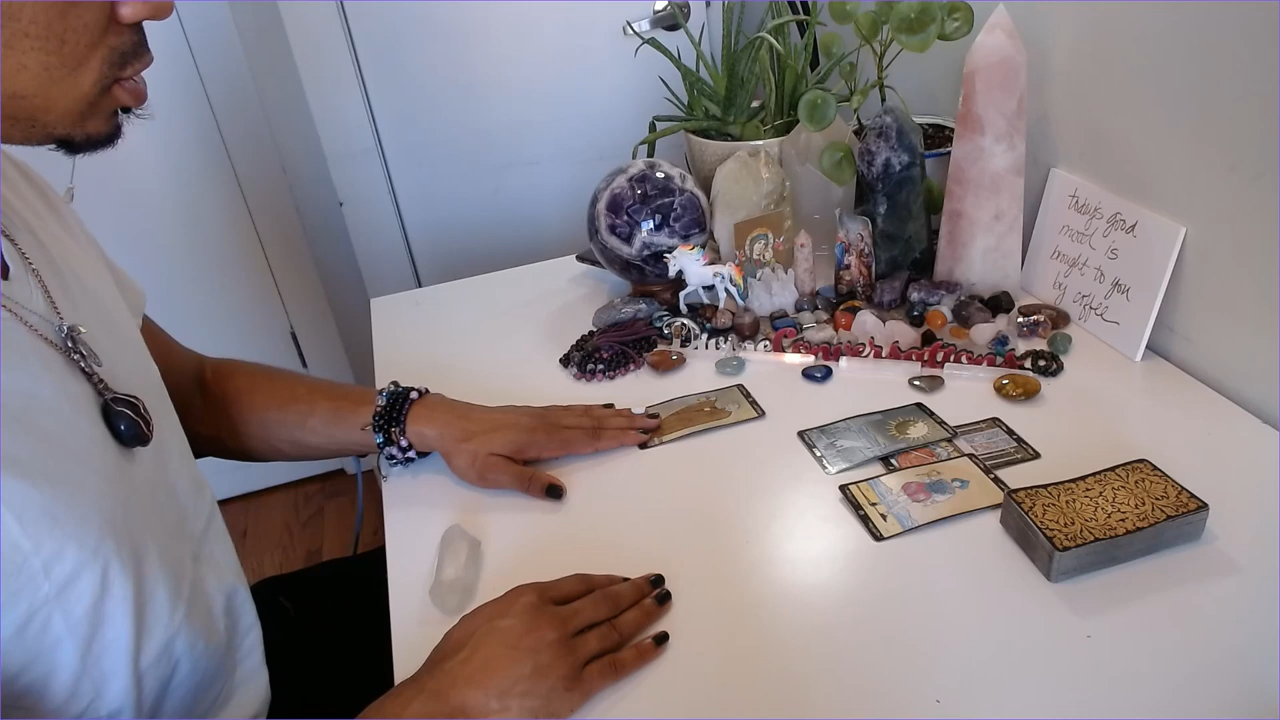 Divine Conversations
today's good
mood is
brought to you
by coffee